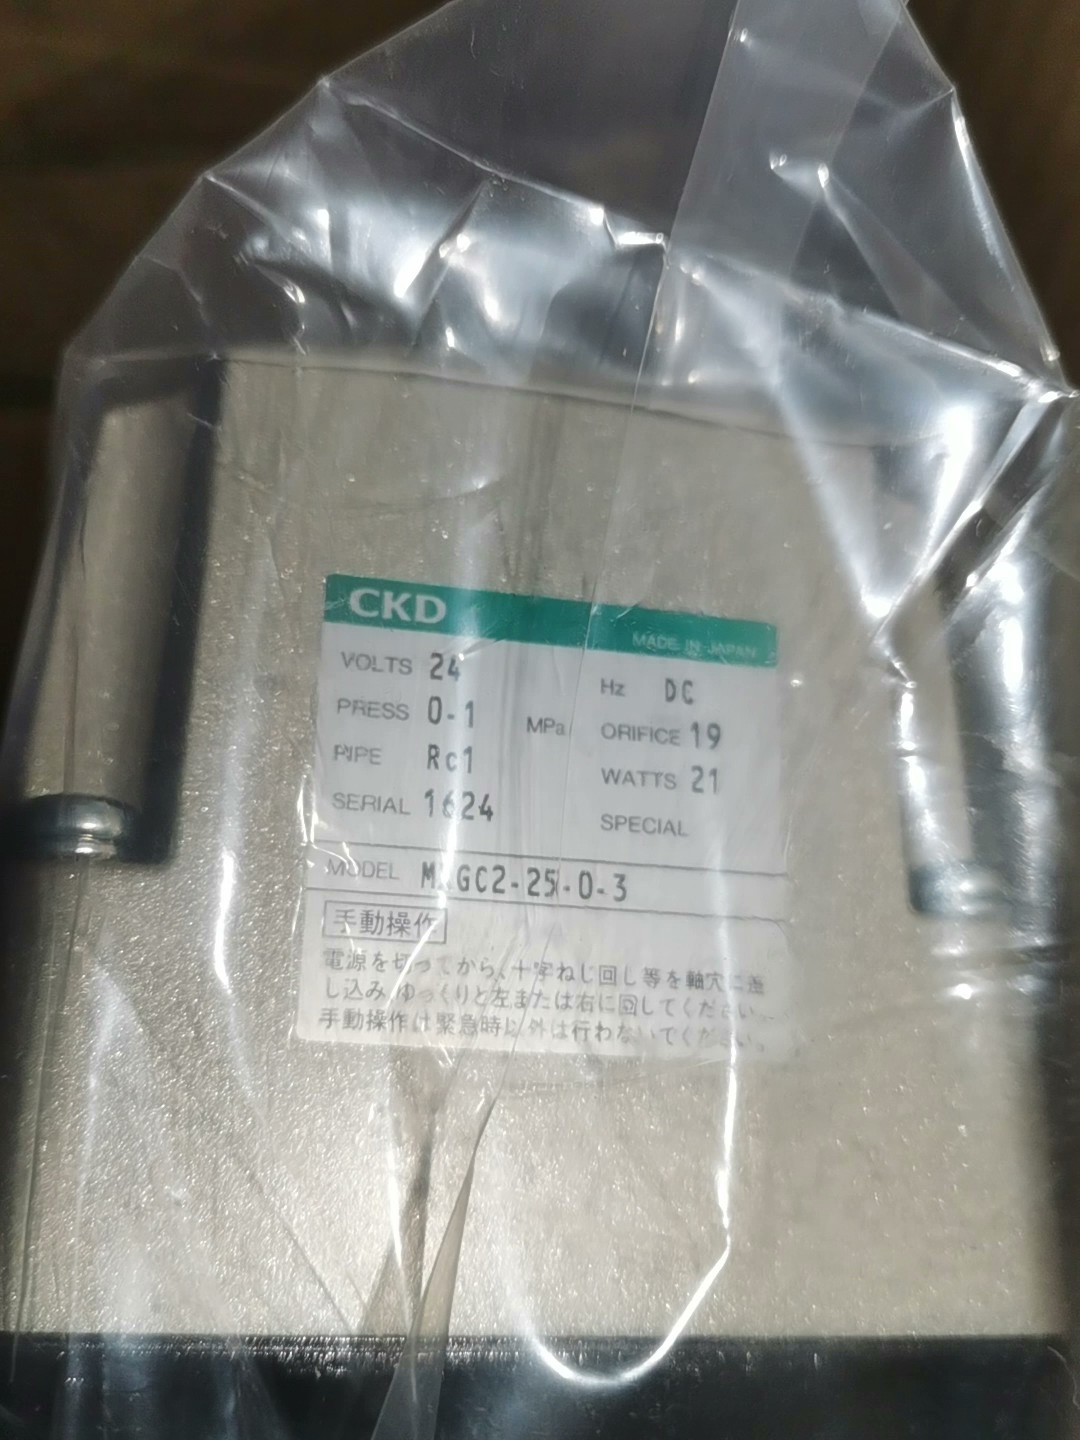 CKD
MADE IN JAPAN
VOLTS 24 Hz DC
PRESS 0-1 MPa ORIFICE 19
PIPE Rc1 WATTS 21
SERIAL 1624 SPECIAL
MODEL MXGC2-25-0-3
手動操作
電源を切ってから、十字ねじ回し等を軸穴に差
し込み、ゆっくりと左または右に回してください。
手動操作は緊急時以外は行わないでください。